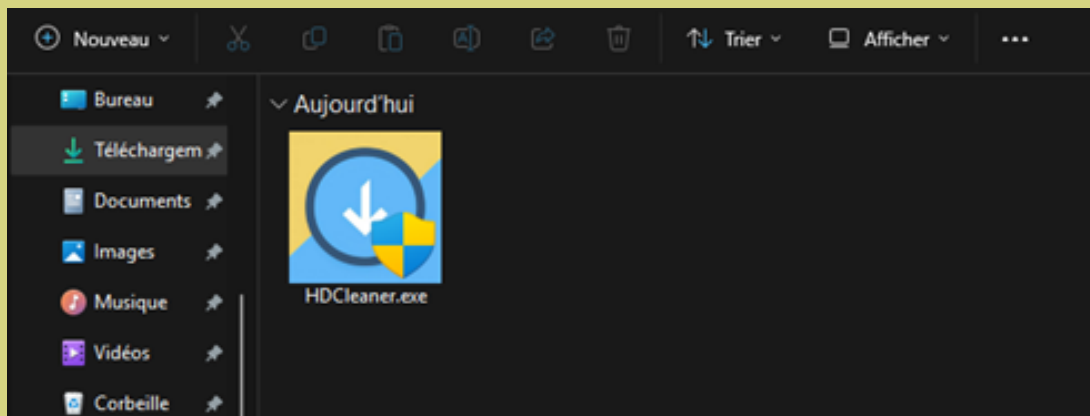 Nouveau
Trier
Afficher
Bureau
Téléchargem
Documents
Images
Musique
Vidéos
Corbeille
Aujourd'hui
HDCleaner.exe